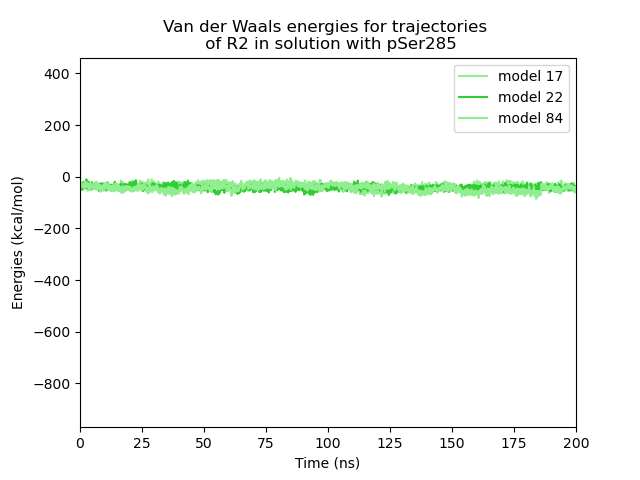 Van der Waals energies for trajectories
of R2 in solution with pSer285
400
200
0
−200
−400
−600
−800
Energies (kcal/mol)
model 17
model 22
model 84
0 25 50 75 100 125 150 175 200
Time (ns)